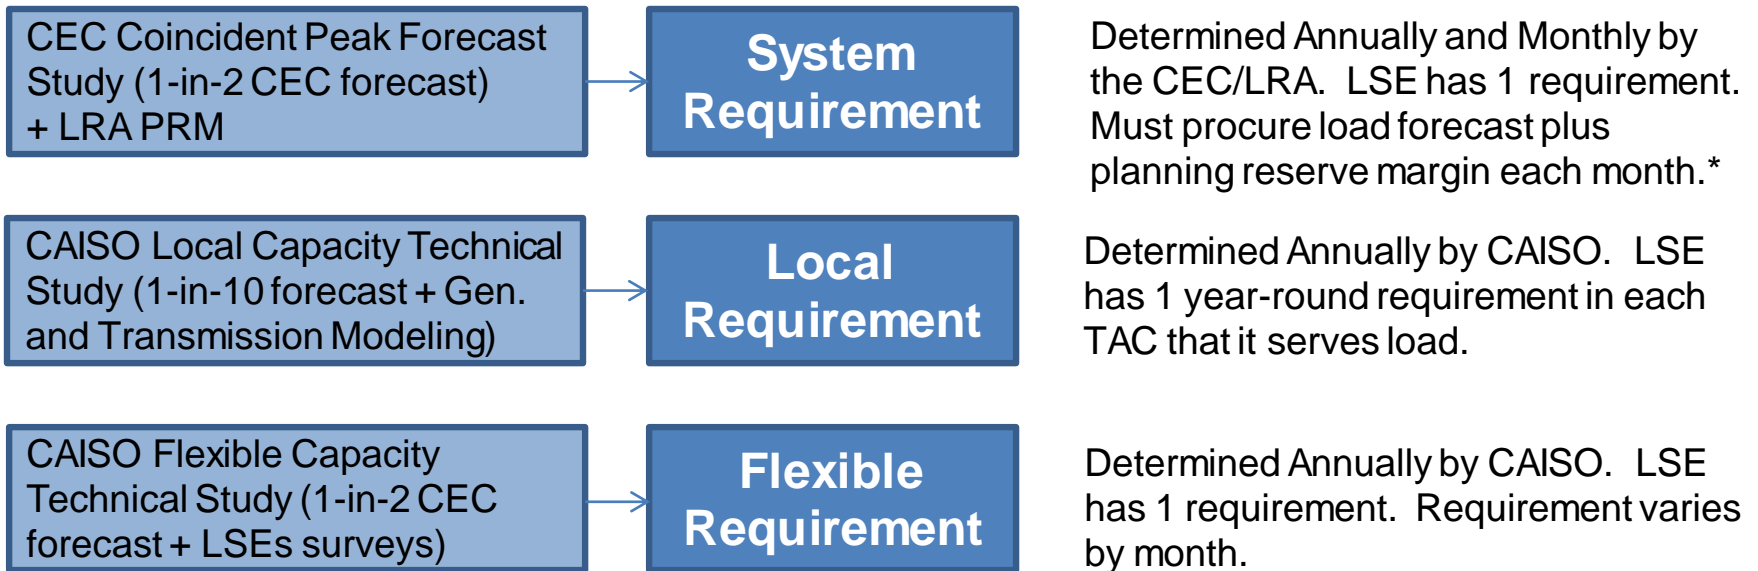 CEC Coincident Peak Forecast
Study (1-in-2 CEC forecast)
+ LRA PRM
System
Requirement
Determined Annually and Monthly by
the CEC/LRA. LSE has 1 requirement.
Must procure load forecast plus
planning reserve margin each month.*
CAISO Local Capacity Technical
Study (1-in-10 forecast + Gen.
and Transmission Modeling)
Local
Requirement
Determined Annually by CAISO. LSE
has 1 year-round requirement in each
TAC that it serves load.
CAISO Flexible Capacity
Technical Study (1-in-2 CEC
forecast + LSEs surveys)
Flexible
Requirement
Determined Annually by CAISO. LSE
has 1 requirement. Requirement varies
by month.